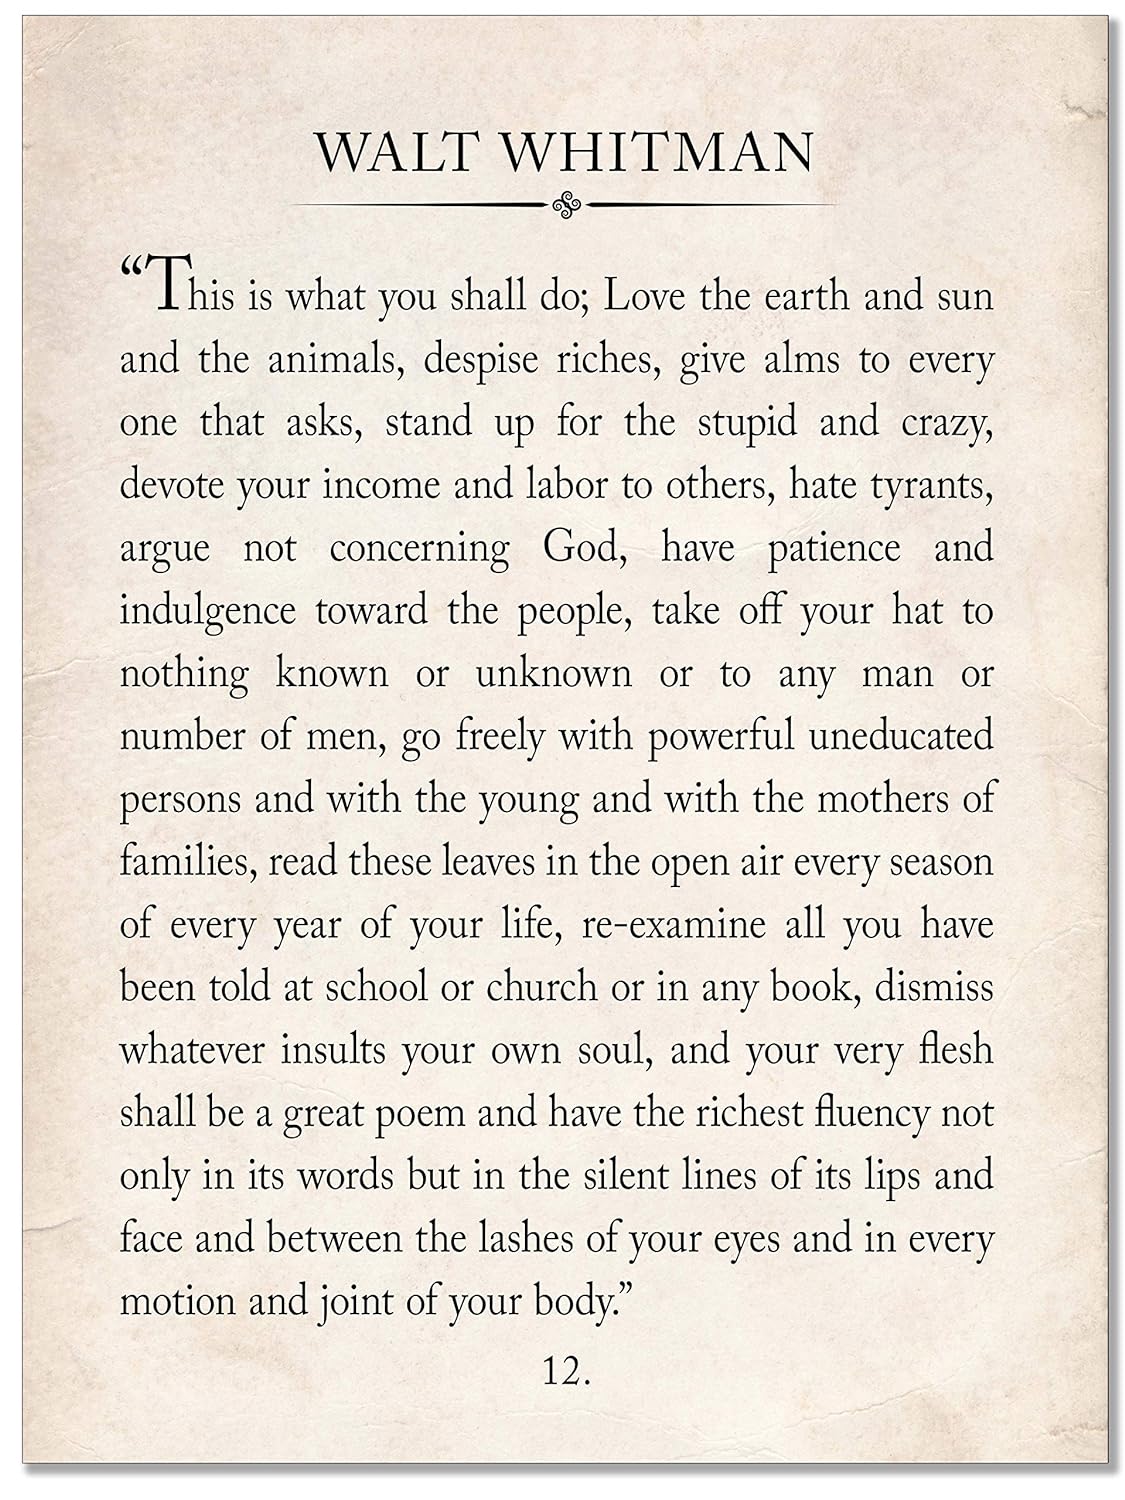 WALT WHITMAN
“This is what you shall do; Love the earth and sun
and the animals, despise riches, give alms to every
one that asks, stand up for the stupid and crazy,
devote your income and labor to others, hate tyrants,
argue not concerning God, have patience and
indulgence toward the people, take off your hat to
nothing known or unknown or to any man or
number of men, go freely with powerful uneducated
persons and with the young and with the mothers of
families, read these leaves in the open air every season
of every year of your life, re-examine all you have
been told at school or church or in any book, dismiss
whatever insults your own soul, and your very flesh
shall be a great poem and have the richest fluency not
only in its words but in the silent lines of its lips and
face and between the lashes of your eyes and in every
motion and joint of your body.”
12.